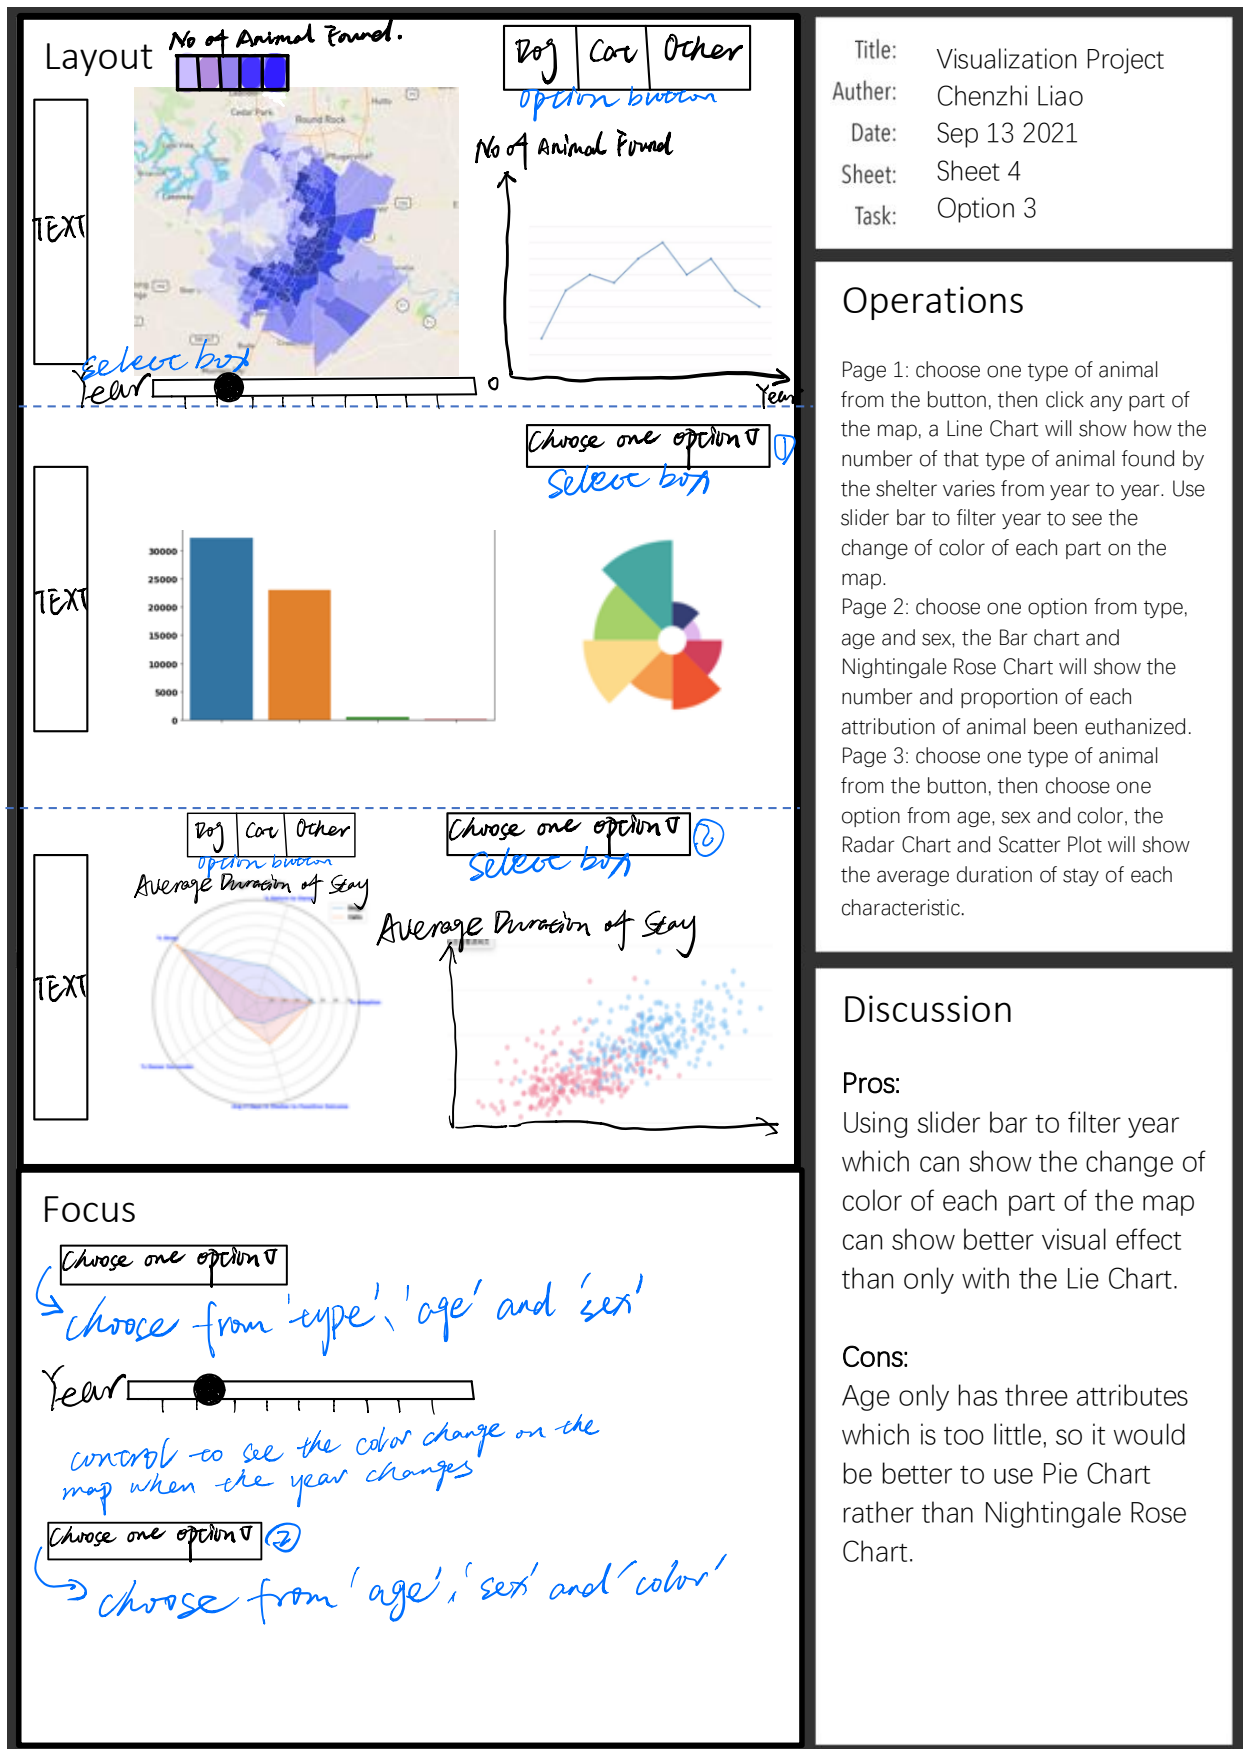 Layout
No of Animal Found.
Dog Cat Other
option button
Cedar Park
Round Rock
Hutto
Pflugerville
No of Animal Found
TEXT
select box
Year
0
Year
Choose one option ▽ ①
Select box
TEXT
30000
25000
20000
15000
10000
5000
0
Dog Cat Other
option button
Choose one option ▽ ②
Select box
Average Duration of Stay
Average Duration of Stay
TEXT
Focus
Choose one option ▽
choose from 'type', 'age' and 'sex'
Year
control to see the color change on the
map when the year changes
Choose one option ▽ ②
choose from 'age', 'sex' and 'color'
Title: Visualization Project
Auther: Chenzhi Liao
Date: Sep 13 2021
Sheet: Sheet 4
Task: Option 3
Operations
Page 1: choose one type of animal
from the button, then click any part of
the map, a Line Chart will show how the
number of that type of animal found by
the shelter varies from year to year. Use
slider bar to filter year to see the
change of color of each part on the
map.
Page 2: choose one option from type,
age and sex, the Bar chart and
Nightingale Rose Chart will show the
number and proportion of each
attribution of animal been euthanized.
Page 3: choose one type of animal
from the button, then choose one
option from age, sex and color, the
Radar Chart and Scatter Plot will show
the average duration of stay of each
characteristic.
Discussion
Pros:
Using slider bar to filter year
which can show the change of
color of each part of the map
can show better visual effect
than only with the Lie Chart.
Cons:
Age only has three attributes
which is too little, so it would
be better to use Pie Chart
rather than Nightingale Rose
Chart.